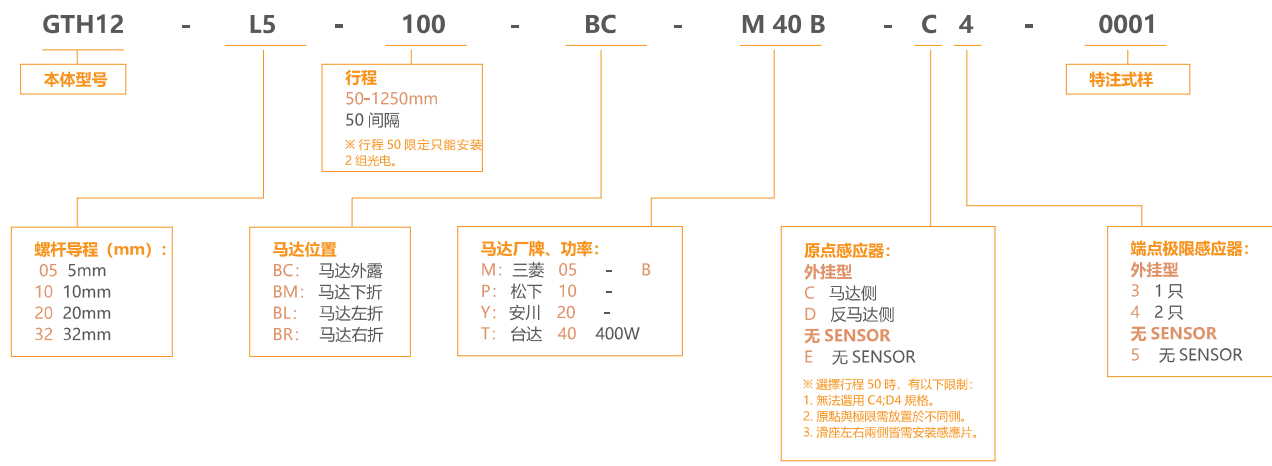 GTH12 - L5 - 100 - BC - M 40 B - C 4 - 0001
本体型号
行程
50-1250mm
50 间隔
※ 行程 50 限定只能安装
2 组光电。
特注式样
螺杆导程（mm）:
05 5mm
10 10mm
20 20mm
32 32mm
马达位置
BC: 马达外露
BM: 马达下折
BL: 马达左折
BR: 马达右折
马达厂牌、功率:
M: 三菱 05 - B
P: 松下 10 -
Y: 安川 20 -
T: 台达 40 400W
原点感应器:
外挂型
C 马达侧
D 反马达侧
无 SENSOR
E 无 SENSOR
※ 選擇行程 50 時，有以下限制:
1. 無法選用 C4;D4 規格。
2. 原點與極限需放置於不同側。
3. 滑座左右兩側皆需安裝感應片。
端点极限感应器:
外挂型
3 1 只
4 2 只
无 SENSOR
5 无 SENSOR